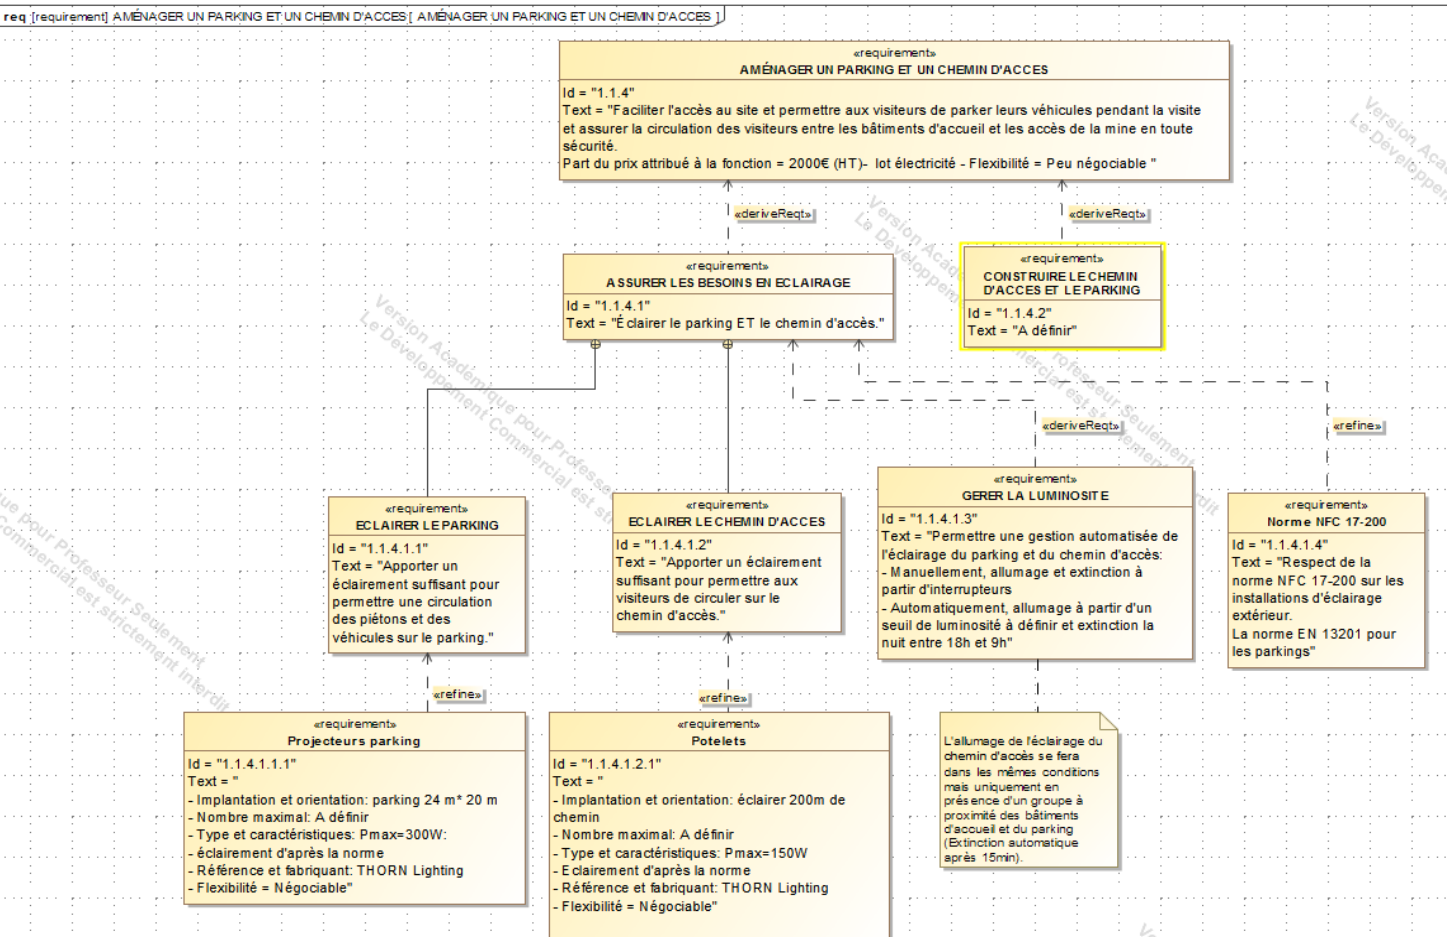 req [requirement] AMÉNAGER UN PARKING ET UN CHEMIN D'ACCES [ AMÉNAGER UN PARKING ET UN CHEMIN D'ACCES ]
«requirement»
AMÉNAGER UN PARKING ET UN CHEMIN D'ACCES
Id = "1.1.4"
Text = "Faciliter l'accès au site et permettre aux visiteurs de parker leurs véhicules pendant la visite
et assurer la circulation des visiteurs entre les bâtiments d'accueil et les accès de la mine en toute
sécurité.
Part du prix attribué à la fonction = 2000€ (HT)- lot électricité - Flexibilité = Peu négociable "
«deriveReqt»
«deriveReqt»
«requirement»
ASSURER LES BESOINS EN ECLAIRAGE
Id = "1.1.4.1"
Text = "Éclairer le parking ET le chemin d'accès."
«requirement»
CONSTRUIRE LE CHEMIN
D'ACCES ET LE PARKING
Id = "1.1.4.2"
Text = "A définir"
«deriveReqt»
«refine»
«requirement»
ECLAIRER LE PARKING
Id = "1.1.4.1.1"
Text = "Apporter un
éclairement suffisant pour
permettre une circulation
des piétons et des
véhicules sur le parking."
«requirement»
ECLAIRER LE CHEMIN D'ACCES
Id = "1.1.4.1.2"
Text = "Apporter un éclairement
suffisant pour permettre aux
visiteurs de circuler sur le
chemin d'accès."
«requirement»
GERER LA LUMINOSITE
Id = "1.1.4.1.3"
Text = "Permettre une gestion automatisée de
l'éclairage du parking et du chemin d'accès:
- Manuellement, allumage et extinction à
partir d'interrupteurs
- Automatiquement, allumage à partir d'un
seuil de luminosité à définir et extinction la
nuit entre 18h et 9h"
«requirement»
Norme NFC 17-200
Id = "1.1.4.1.4"
Text = "Respect de la
norme NFC 17-200 sur les
installations d'éclairage
extérieur.
La norme EN 13201 pour
les parkings"
«refine»
«refine»
«requirement»
Projecteurs parking
Id = "1.1.4.1.1.1"
Text = "
- Implantation et orientation: parking 24 m* 20 m
- Nombre maximal: A définir
- Type et caractéristiques: Pmax=300W:
- éclairement d'après la norme
- Référence et fabriquant: THORN Lighting
- Flexibilité = Négociable"
«requirement»
Potelets
Id = "1.1.4.1.2.1"
Text = "
- Implantation et orientation: éclairer 200m de
chemin
- Nombre maximal: A définir
- Type et caractéristiques: Pmax=150W
- Eclairement d'après la norme
- Référence et fabriquant: THORN Lighting
- Flexibilité = Négociable"
L'allumage de l'éclairage du
chemin d'accès se fera
dans les mêmes conditions
mais uniquement en
présence d'un groupe à
proximité des bâtiments
d'accueil et du parking
(Extinction automatique
après 15min).